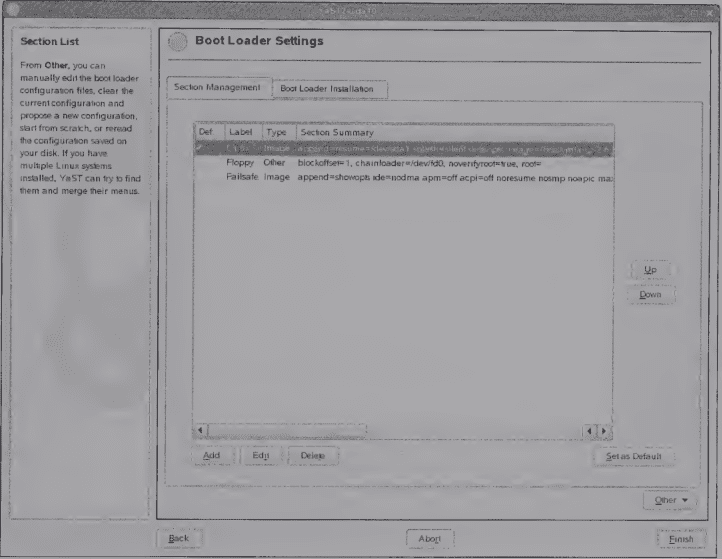 Section List
From Other, you can
manually edit the boot loader
configuration files, clear the
current configuration and
propose a new configuration,
start from scratch, or reread
the configuration saved on
your disk. If you have
multiple Linux systems
installed, YaST can try to find
them and merge their menus.
Boot Loader Settings
Section Management
Boot Loader Installation
Def. Label Type Section Summary
Image
Floppy Other blockoffset=1, chainloader=/dev/fd0, noverifyroot=true, root=
Failsafe Image append=showopts ide=nodma apm=off acpi=off noresume nosmp noapic max
Up
Down
Add Edit Delete Set as Default
Other
Back Abort Finish